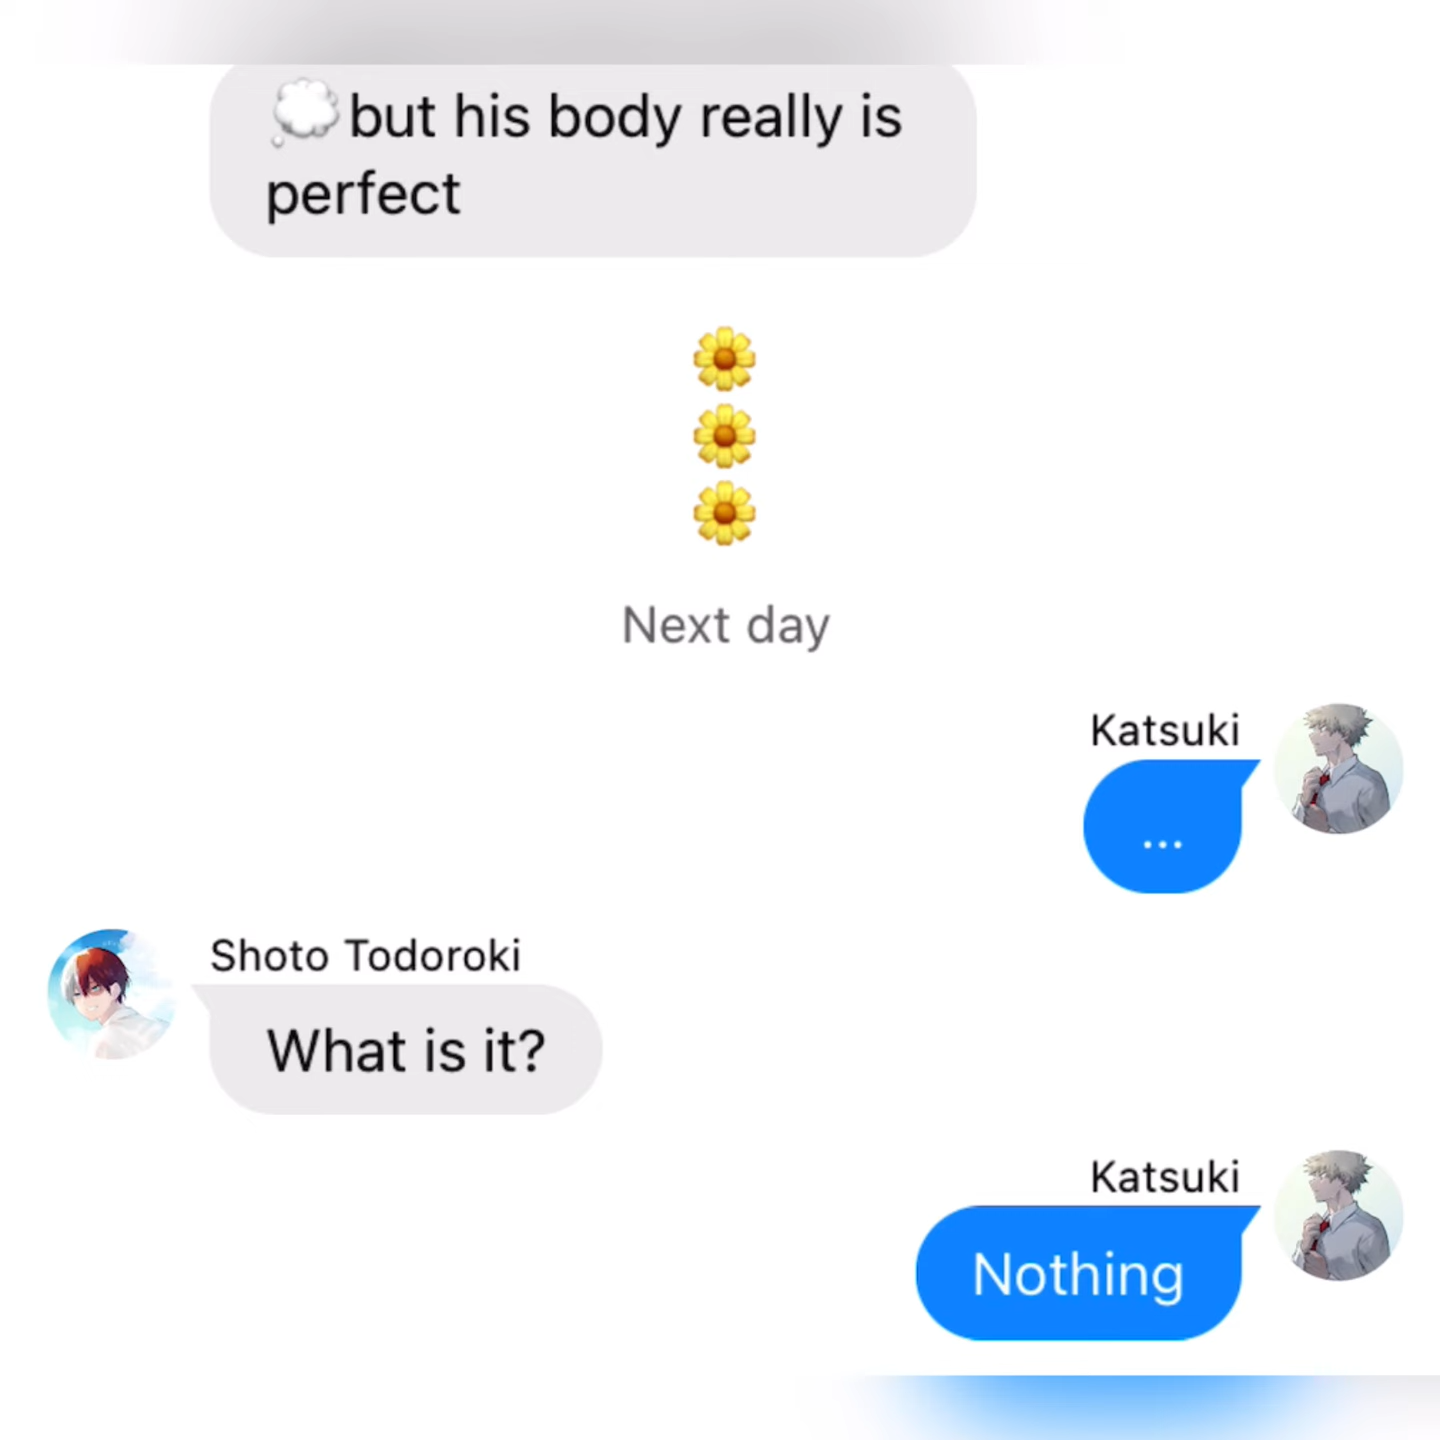 💭but his body really is
perfect
🌼
🌼
🌼
Next day
Katsuki
...
Shoto Todoroki
What is it?
Katsuki
Nothing